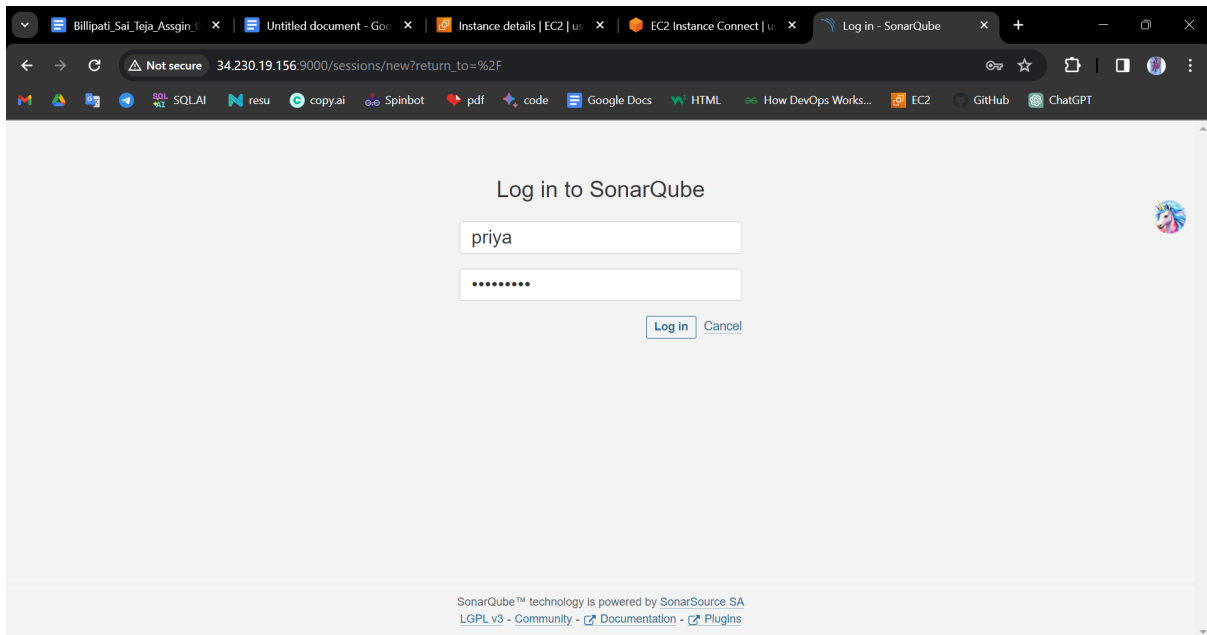 Billipati_Sai_Teja_Assgin_ Untitled document - Goo Instance details | EC2 | us EC2 Instance Connect | u Log in - SonarQube
Not secure 34.230.19.156:9000/sessions/new?return_to=%2F
SQL AI SQLAI resu copy.ai Spinbot pdf code Google Docs HTML How DevOps Works... EC2 GitHub ChatGPT
Log in to SonarQube
priya
•••••••••
Log in Cancel
SonarQube™ technology is powered by SonarSource SA
LGPL v3 - Community - Documentation - Plugins